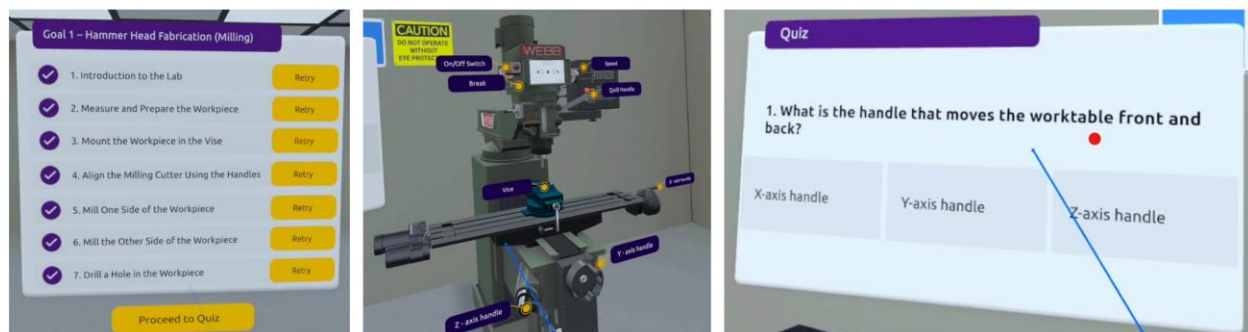 Goal 1 – Hammer Head Fabrication (Milling)
1. Introduction to the Lab
Retry
2. Measure and Prepare the Workpiece
Retry
3. Mount the Workpiece in the Vise
Retry
4. Align the Milling Cutter Using the Handles
Retry
5. Mill One Side of the Workpiece
Retry
6. Mill the Other Side of the Workpiece
Retry
7. Drill a Hole in the Workpiece
Retry
Proceed to Quiz
CAUTION
DO NOT OPERATE
WITHOUT
EYE PROTEC
WEBB
On/Off Switch
Speed
Break
Quill Handle
Vice
X - axis handle
Y - axis handle
Z - axis handle
Quiz
1. What is the handle that moves the worktable front and
back?
X-axis handle
Y-axis handle
Z-axis handle